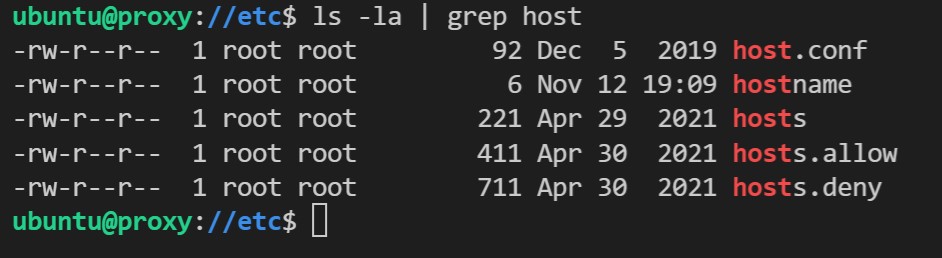 ubuntu@proxy://etc$ ls -la | grep host
-rw-r--r--  1 root root        92 Dec  5  2019 host.conf
-rw-r--r--  1 root root         6 Nov 12 19:09 hostname
-rw-r--r--  1 root root       221 Apr 29  2021 hosts
-rw-r--r--  1 root root       411 Apr 30  2021 hosts.allow
-rw-r--r--  1 root root       711 Apr 30  2021 hosts.deny
ubuntu@proxy://etc$